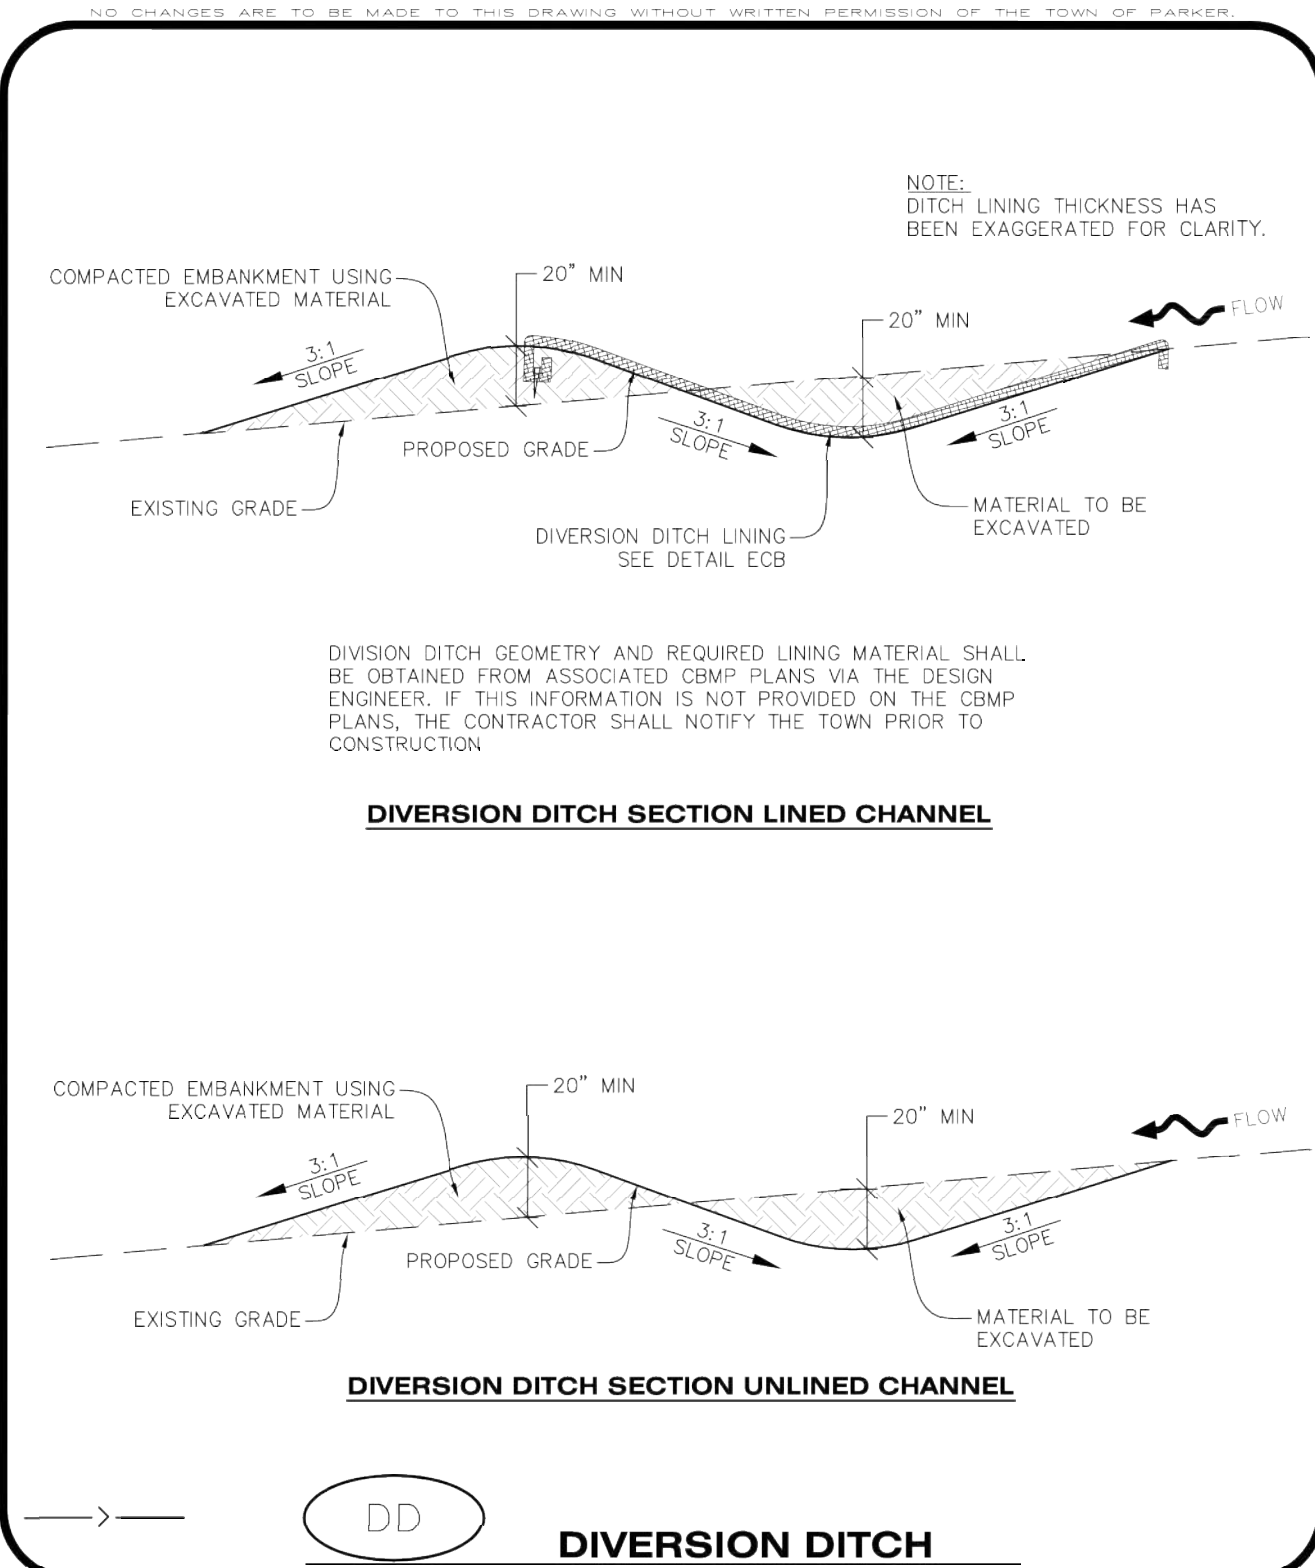 NO CHANGES ARE TO BE MADE TO THIS DRAWING WITHOUT WRITTEN PERMISSION OF THE TOWN OF PARKER.
NOTE:
DITCH LINING THICKNESS HAS
BEEN EXAGGERATED FOR CLARITY.
COMPACTED EMBANKMENT USING
EXCAVATED MATERIAL
20" MIN
20" MIN
FLOW
3:1
SLOPE
3:1
SLOPE
3:1
SLOPE
PROPOSED GRADE
EXISTING GRADE
MATERIAL TO BE
EXCAVATED
DIVERSION DITCH LINING
SEE DETAIL ECB
DIVISION DITCH GEOMETRY AND REQUIRED LINING MATERIAL SHALL
BE OBTAINED FROM ASSOCIATED CBMP PLANS VIA THE DESIGN
ENGINEER. IF THIS INFORMATION IS NOT PROVIDED ON THE CBMP
PLANS, THE CONTRACTOR SHALL NOTIFY THE TOWN PRIOR TO
CONSTRUCTION
DIVERSION DITCH SECTION LINED CHANNEL
COMPACTED EMBANKMENT USING
EXCAVATED MATERIAL
20" MIN
20" MIN
FLOW
3:1
SLOPE
3:1
SLOPE
3:1
SLOPE
PROPOSED GRADE
EXISTING GRADE
MATERIAL TO BE
EXCAVATED
DIVERSION DITCH SECTION UNLINED CHANNEL
DD
DIVERSION DITCH